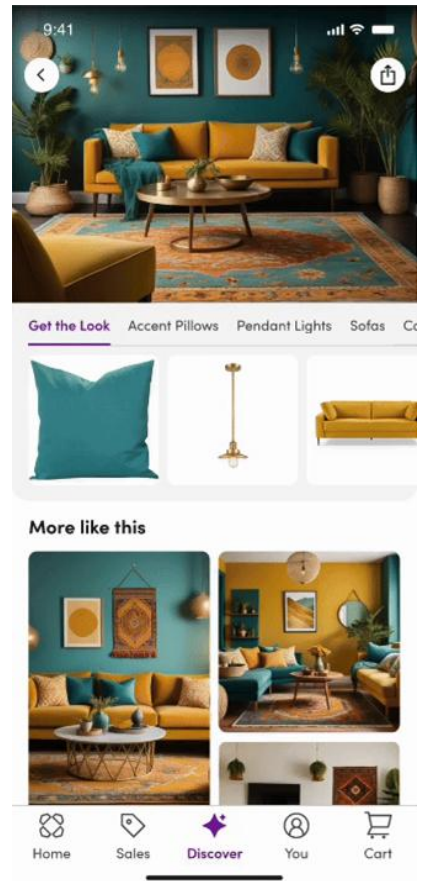 9:41
Get the Look Accent Pillows Pendant Lights Sofas
More like this
Home Sales Discover You Cart